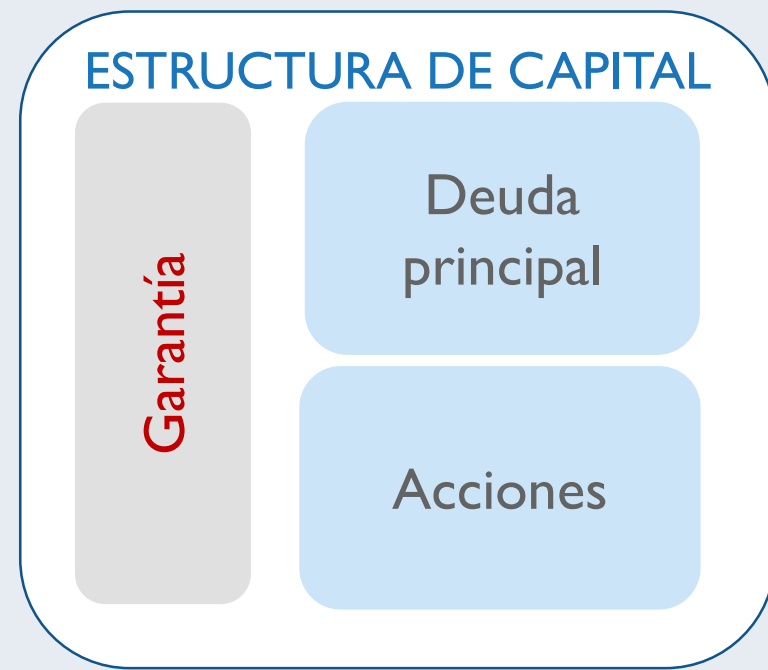 ESTRUCTURA DE CAPITAL
Garantía
Deuda
principal
Acciones